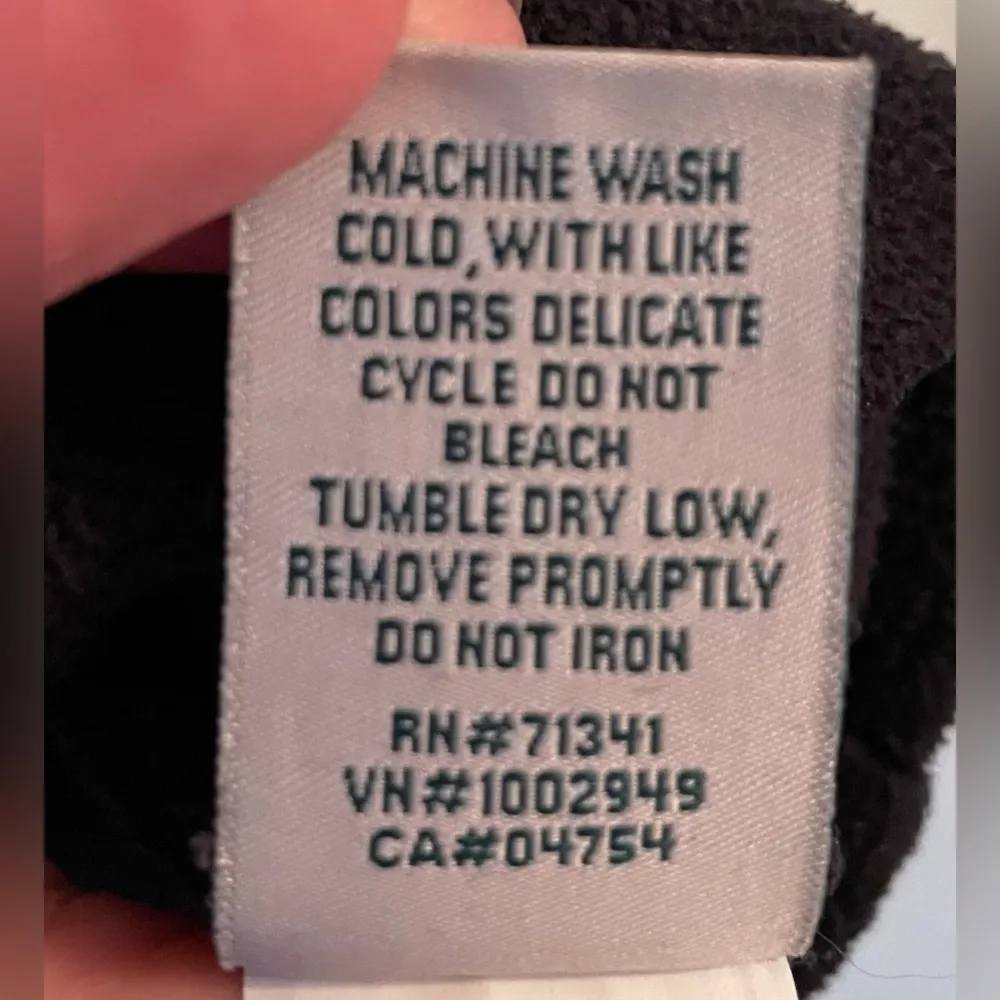 MACHINE WASH
COLD, WITH LIKE
COLORS DELICATE
CYCLE DO NOT
BLEACH
TUMBLE DRY LOW,
REMOVE PROMPTLY
DO NOT IRON
RN#71341
VN#1002949
CA#04754